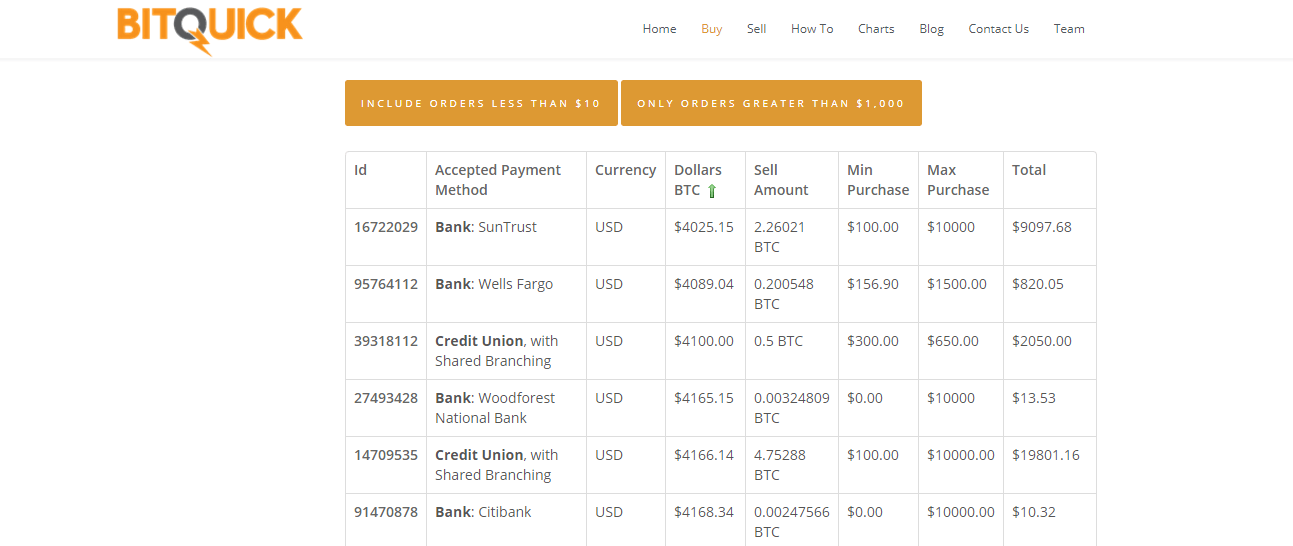 BITQUICK
Home Buy Sell How To Charts Blog Contact Us Team
INCLUDE ORDERS LESS THAN $10 ONLY ORDERS GREATER THAN $1,000
Id Accepted Payment Currency Dollars Sell Min Max Total
Method BTC Amount Purchase Purchase
16722029 Bank: SunTrust USD $4025.15 2.26021 $100.00 $10000 $9097.68
BTC
95764112 Bank: Wells Fargo USD $4089.04 0.200548 $156.90 $1500.00 $820.05
BTC
39318112 Credit Union, with USD $4100.00 0.5 BTC $300.00 $650.00 $2050.00
Shared Branching
27493428 Bank: Woodforest USD $4165.15 0.00324809 $0.00 $10000 $13.53
National Bank BTC
14709535 Credit Union, with USD $4166.14 4.75288 $100.00 $10000.00 $19801.16
Shared Branching BTC
91470878 Bank: Citibank USD $4168.34 0.00247566 $0.00 $10000.00 $10.32
BTC